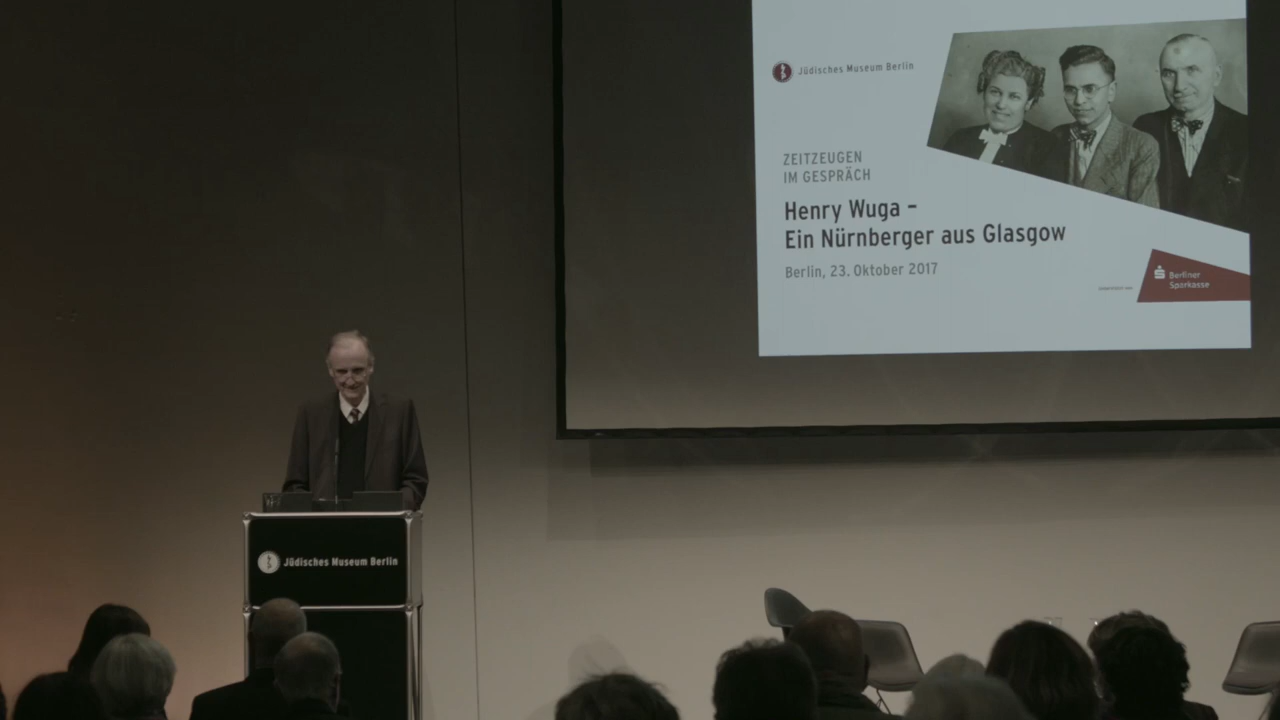 Jüdisches Museum Berlin
ZEITZEUGEN
IM GESPRÄCH
Henry Wuga –
Ein Nürnberger aus Glasgow
Berlin, 23. Oktober 2017
Berliner
Sparkasse
Jüdisches Museum Berlin